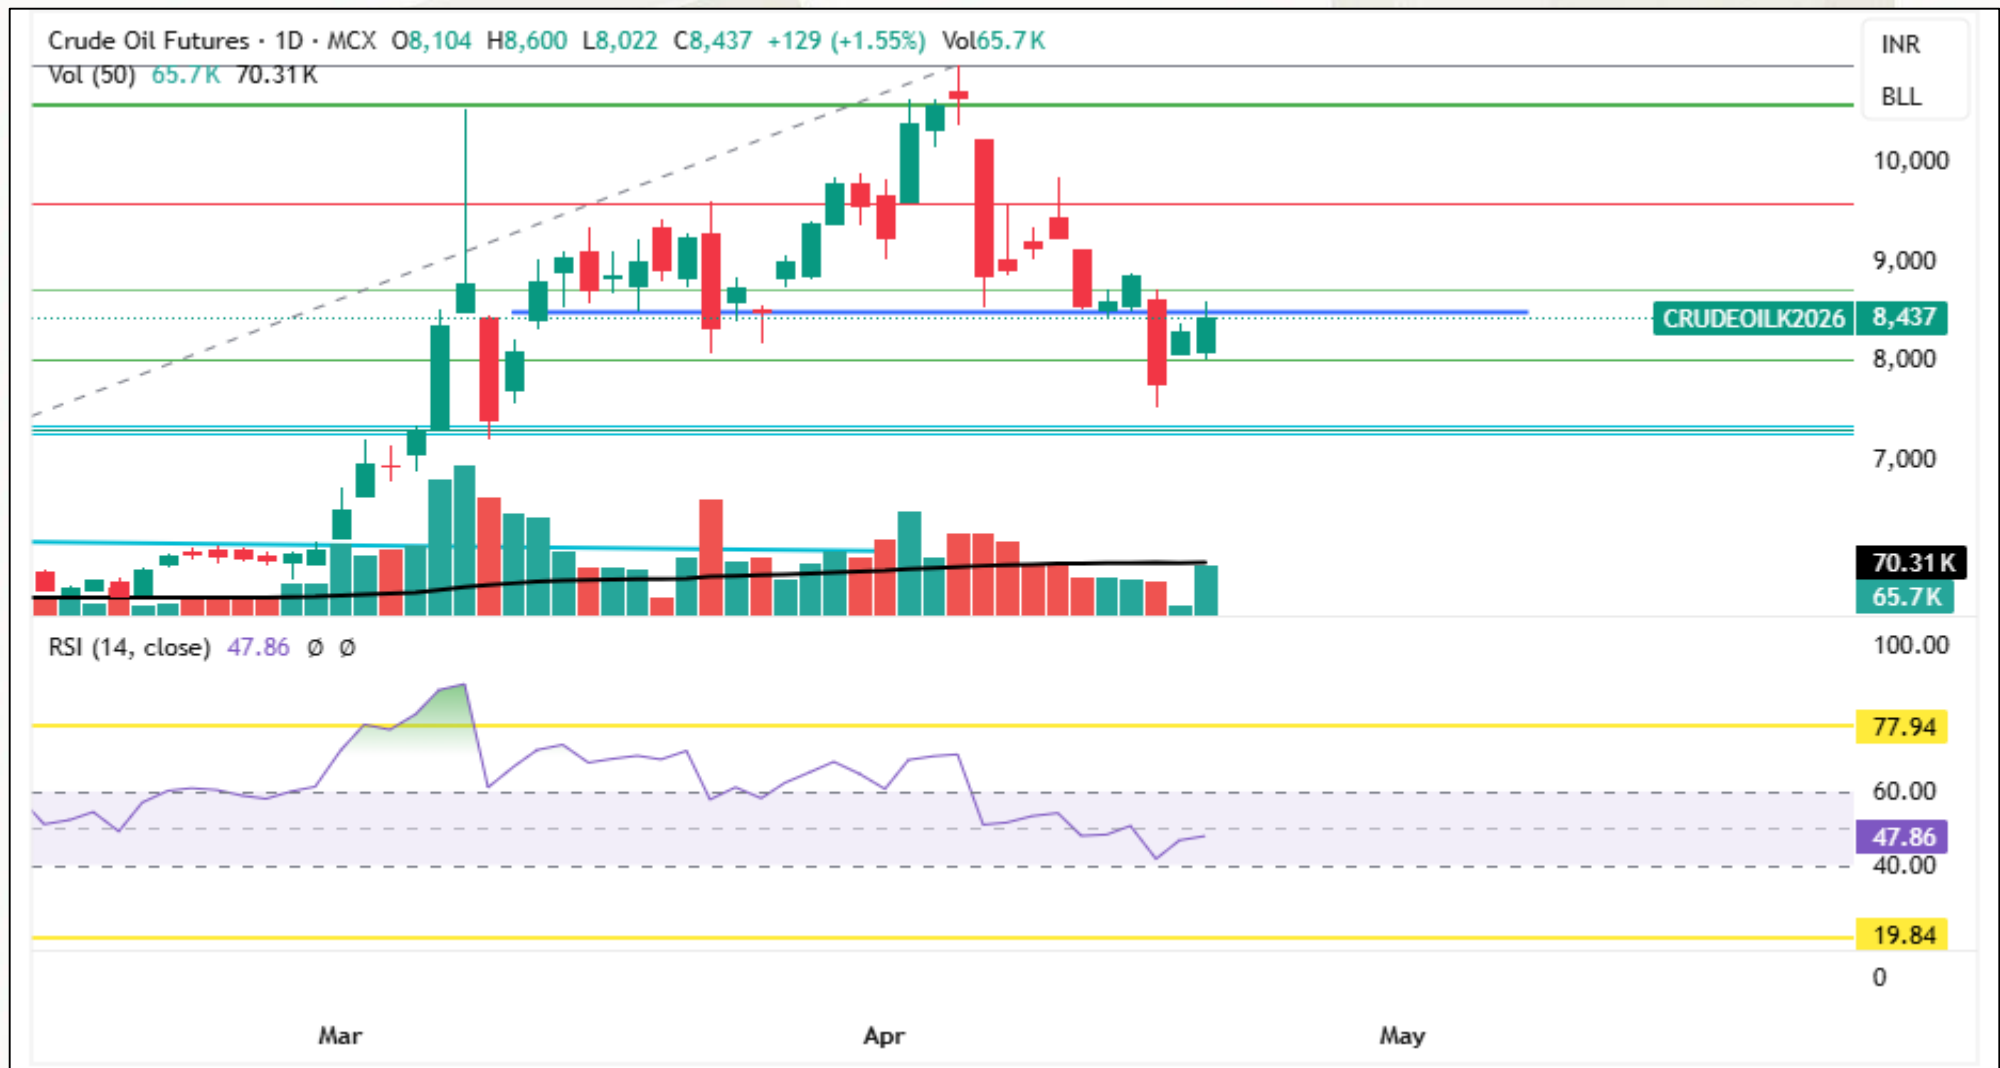 Crude Oil Futures · 1D · MCX O8,104 H8,600 L8,022 C8,437 +129 (+1.55%) Vol65.7K
Vol (50) 65.7K 70.31K
INR
BLL
10,000
9,000
CRUDEOILK2026 8,437
8,000
7,000
70.31K
65.7K
RSI (14, close) 47.86 Ø Ø
100.00
77.94
60.00
47.86
40.00
19.84
0
Mar Apr May